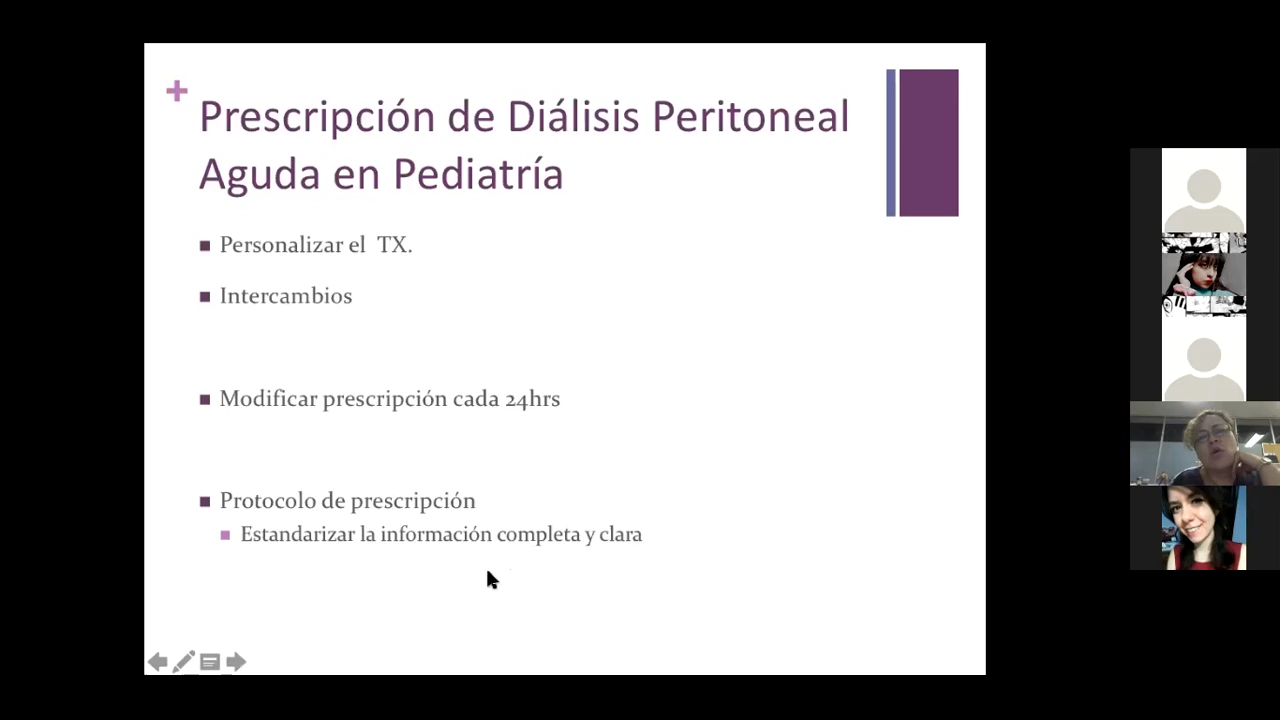 Prescripción de Diálisis Peritoneal
Aguda en Pediatría
Personalizar el TX.
Intercambios
Modificar prescripción cada 24hrs
Protocolo de prescripción
Estandarizar la información completa y clara